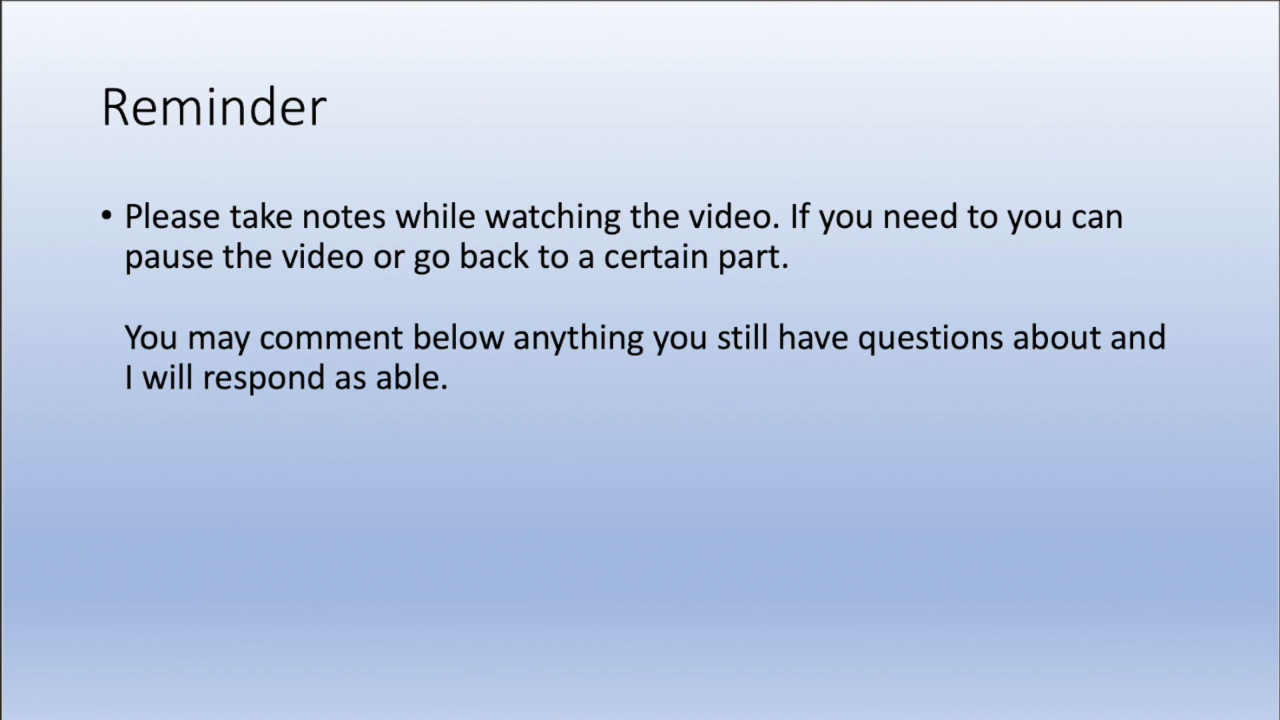 Reminder
• Please take notes while watching the video. If you need to you can
pause the video or go back to a certain part.
You may comment below anything you still have questions about and
I will respond as able.